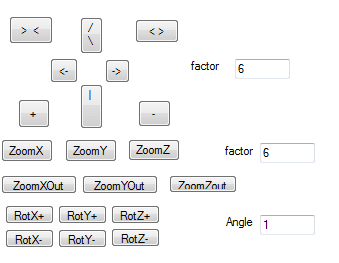 > <
/
\
< >
<-
->
factor
6
|
+
-
ZoomX
ZoomY
ZoomZ
factor
6
ZoomXOut
ZoomYOut
ZoomZout
RotX+
RotY+
RotZ+
Angle
1
RotX-
RotY-
RotZ-